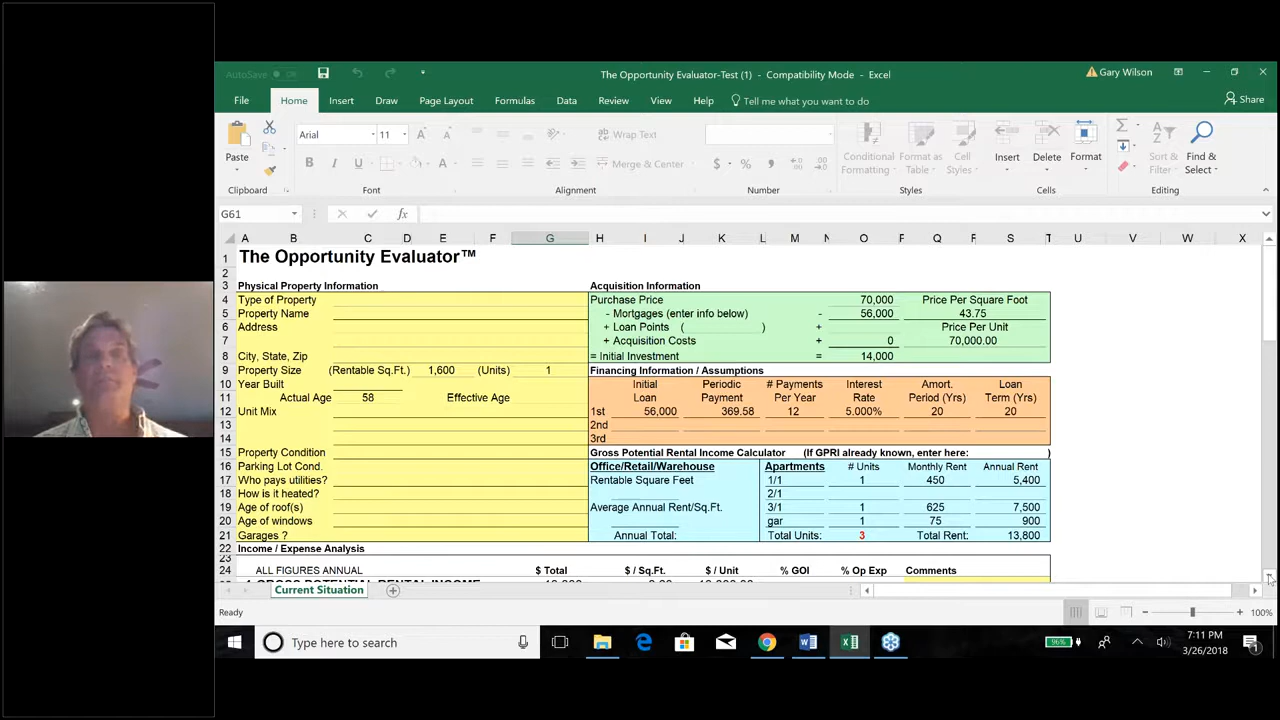 AutoSave
The Opportunity Evaluator-Test (1) - Compatibility Mode - Excel
Gary Wilson
File Home Insert Draw Page Layout Formulas Data Review View Help Tell me what you want to do
Share
Paste
Arial 11
B I U A
Wrap Text
Merge & Center
$ % ,
Conditional Formatting
Format as Table
Cell Styles
Insert Delete Format
Sort & Filter
Find & Select
Clipboard Font Alignment Number Styles Cells Editing
G61 fx
A B C D E F G H I J K L M N O F Q F S T U V W X
1 The Opportunity Evaluator™
2
3 Physical Property Information Acquisition Information
4 Type of Property Purchase Price 70,000 Price Per Square Foot
5 Property Name - Mortgages (enter info below) - 56,000 43.75
6 Address + Loan Points ( ) + Price Per Unit
7 + Acquisition Costs + 0 70,000.00
8 City, State, Zip = Initial Investment = 14,000
9 Property Size (Rentable Sq.Ft.) 1,600 (Units) 1 Financing Information / Assumptions
10 Year Built Initial Periodic # Payments Interest Amort. Loan
11 Actual Age 58 Effective Age Loan Payment Per Year Rate Period (Yrs) Term (Yrs)
12 Unit Mix 1st 56,000 369.58 12 5.000% 20 20
13 2nd
14 3rd
15 Property Condition Gross Potential Rental Income Calculator (If GPRI already known, enter here: )
16 Parking Lot Cond. Office/Retail/Warehouse Apartments # Units Monthly Rent Annual Rent
17 Who pays utilities? Rentable Square Feet 1/1 1 450 5,400
18 How is it heated? 2/1
19 Age of roof(s) Average Annual Rent/Sq.Ft. 3/1 1 625 7,500
20 Age of windows gar 1 75 900
21 Garages ? Annual Total: Total Units: 3 Total Rent: 13,800
22 Income / Expense Analysis
23
24 ALL FIGURES ANNUAL $ Total $ / Sq.Ft. $ / Unit % GOI % Op Exp Comments
Current Situation
Ready 100%
Type here to search
96%
7:11 PM
3/26/2018